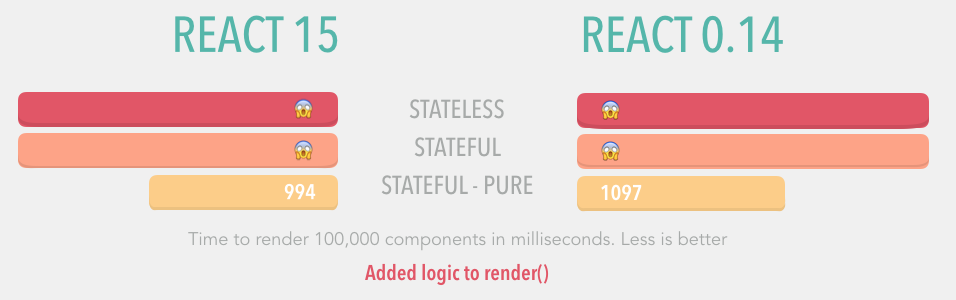 REACT 15
REACT 0.14
STATELESS
STATEFUL
994 STATEFUL - PURE 1097
Time to render 100,000 components in milliseconds. Less is better
Added logic to render()